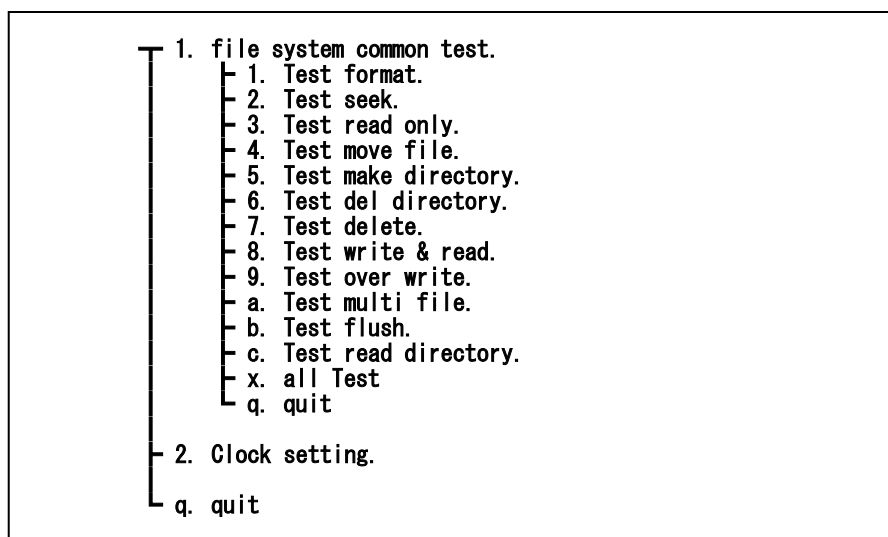 1. file system common test.
1. Test format.
2. Test seek.
3. Test read only.
4. Test move file.
5. Test make directory.
6. Test del directory.
7. Test delete.
8. Test write & read.
9. Test over write.
a. Test multi file.
b. Test flush.
c. Test read directory.
x. all Test
q. quit
2. Clock setting.
q. quit